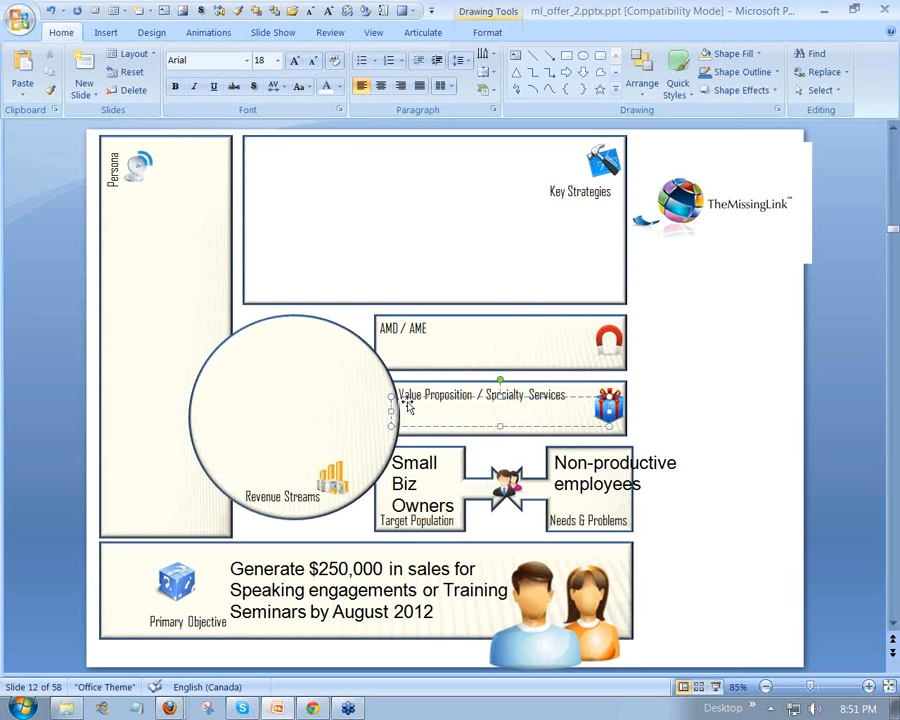 Drawing Tools
ml_offer_2.pptx.ppt [Compatibility Mode] - Microsoft P...
Home
Insert
Design
Animations
Slide Show
Review
View
Articulate
Format
Paste
Clipboard
New
Slide
Layout
Reset
Delete
Slides
Arial
18
B I U abc S AV Aa A
Font
Paragraph
Arrange
Quick
Styles
Shape Fill
Shape Outline
Shape Effects
Drawing
Find
Replace
Select
Editing
Persona
Key Strategies
TheMissingLink™
AMD / AME
Value Proposition / Specialty Services
Revenue Streams
Small
Biz
Owners
Target Population
Non-productive
employees
Needs & Problems
Generate $250,000 in sales for
Speaking engagements or Training
Seminars by August 2012
Primary Objective
Slide 12 of 58
"Office Theme"
English (Canada)
85%
Desktop
8:51 PM